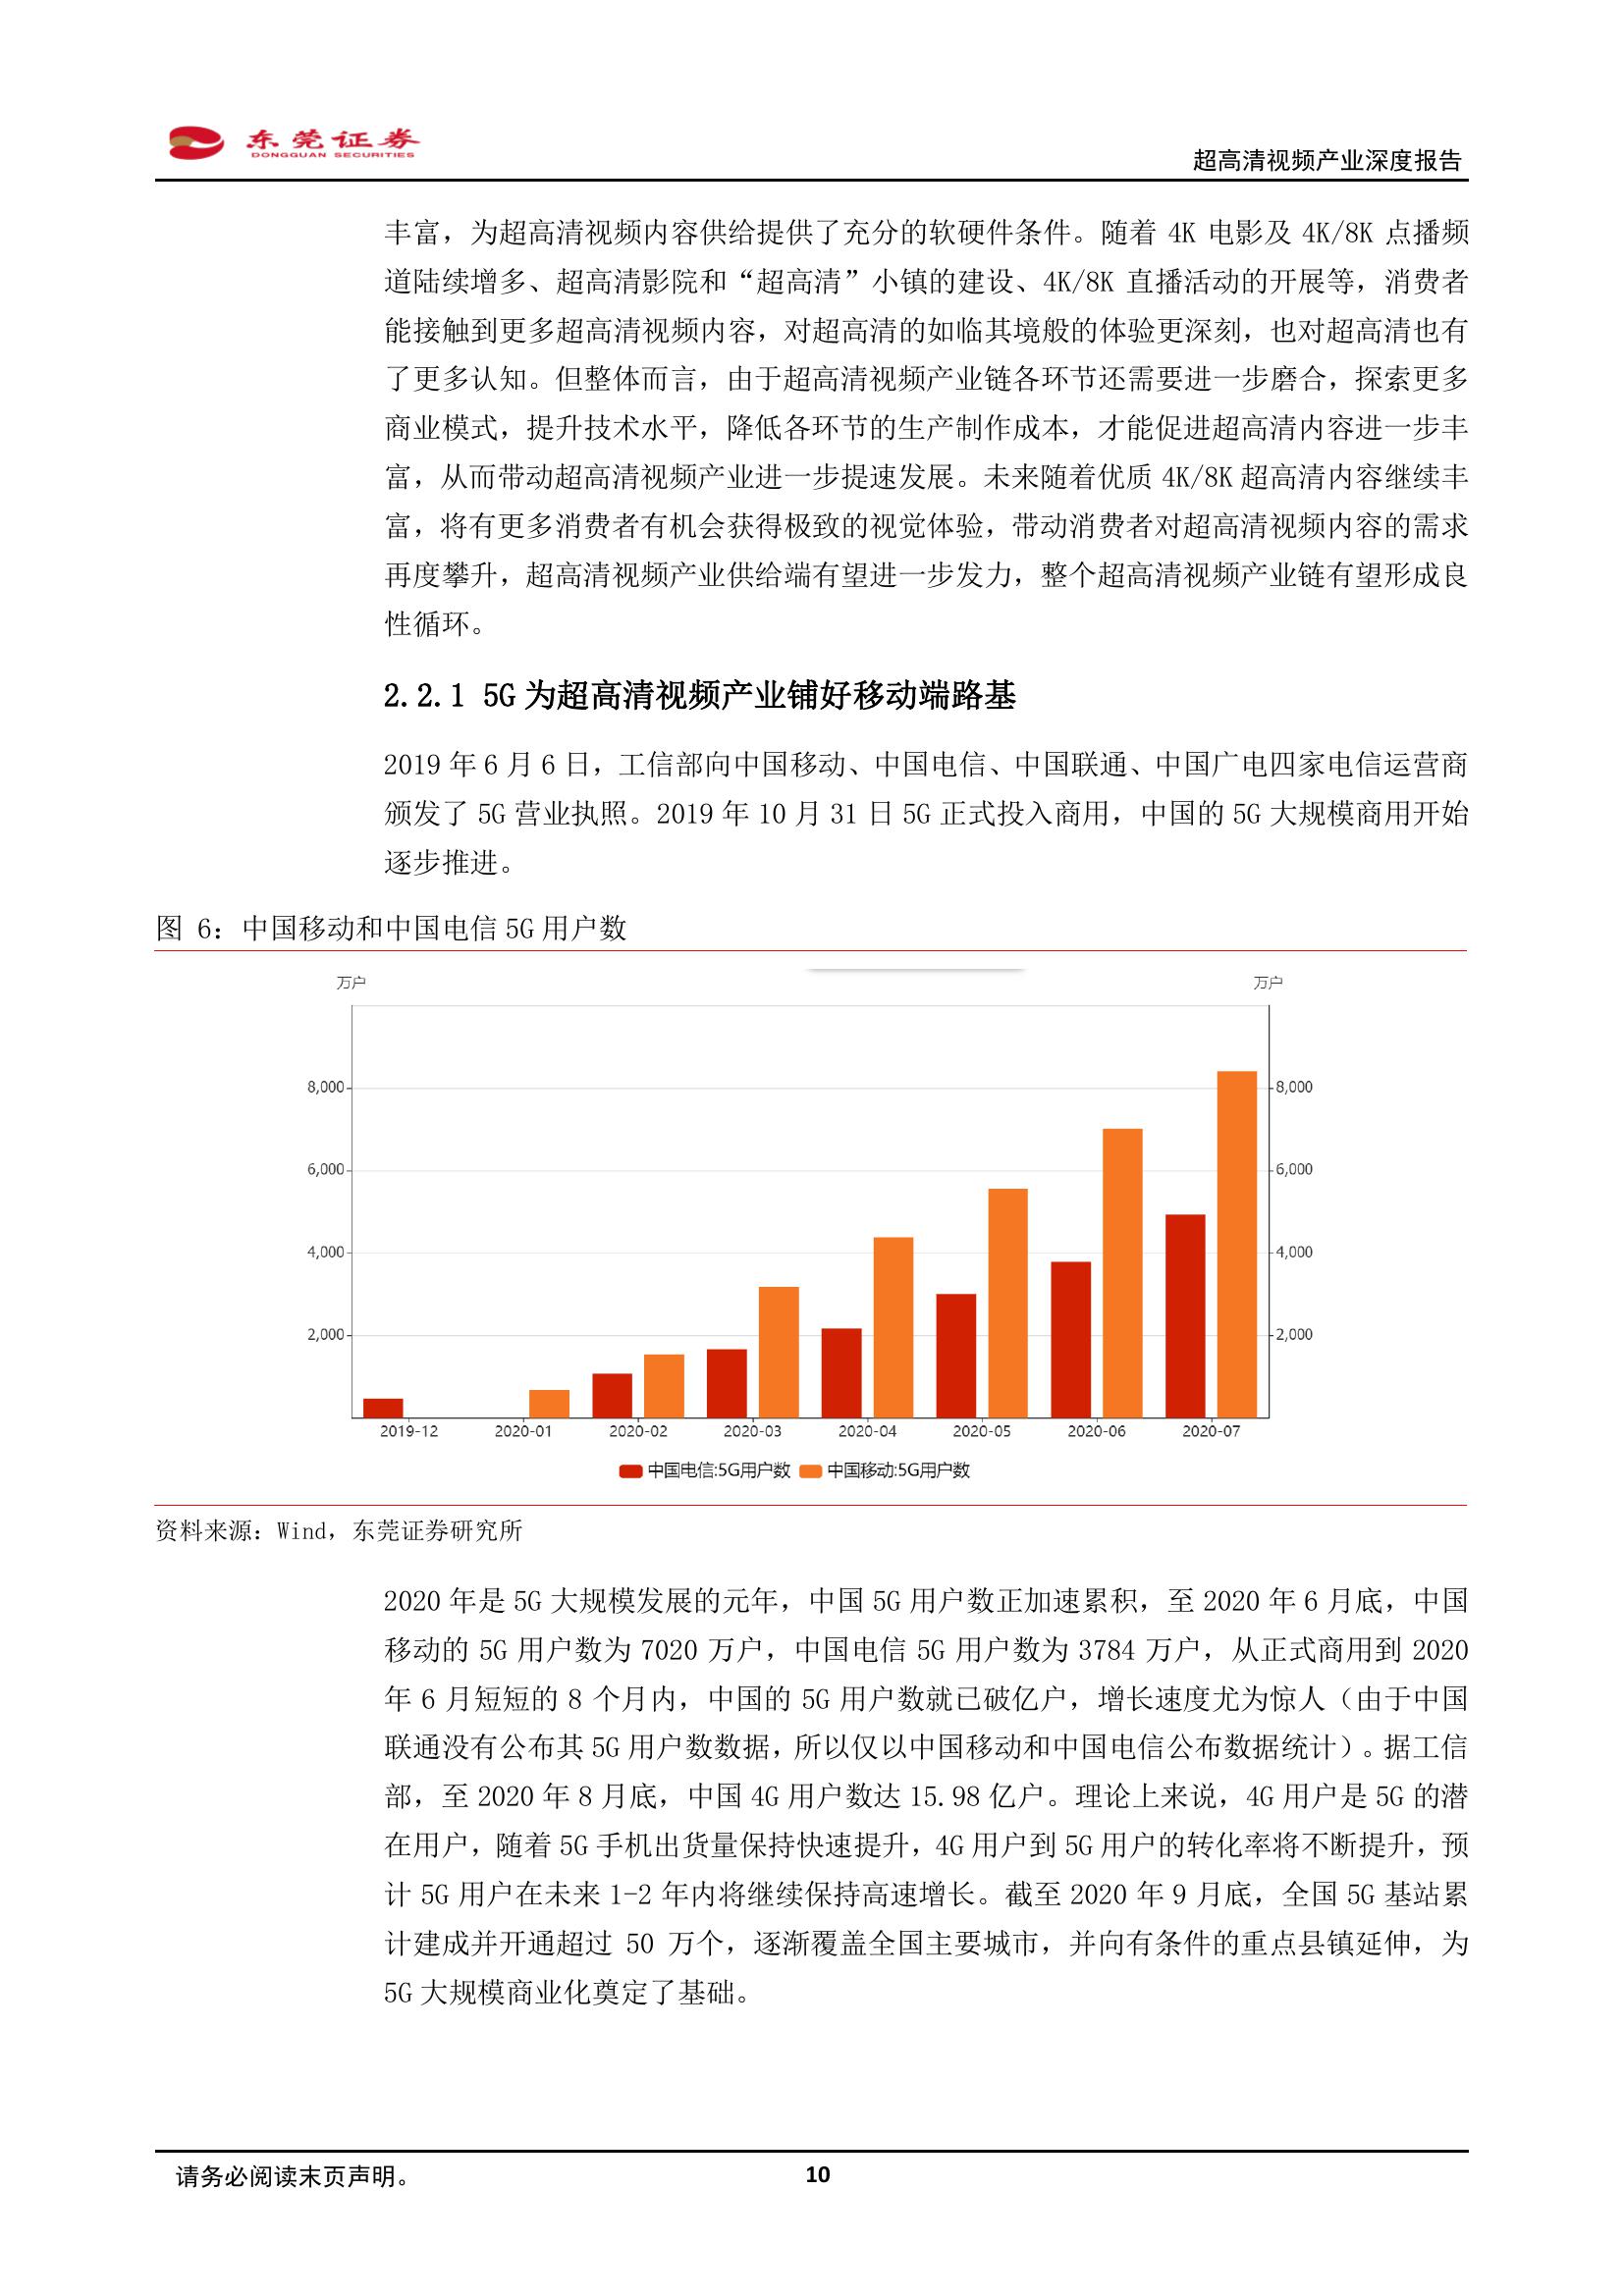 东莞证券
DONGGUAN SECURITIES
超高清视频产业深度报告
丰富，为超高清视频内容供给提供了充分的软硬件条件。随着 4K 电影及 4K/8K 点播频
道陆续增多、超高清影院和“超高清”小镇的建设、4K/8K 直播活动的开展等，消费者
能接触到更多超高清视频内容，对超高清的如临其境般的体验更深刻，也对超高清也有
了更多认知。但整体而言，由于超高清视频产业链各环节还需要进一步磨合，探索更多
商业模式，提升技术水平，降低各环节的生产制作成本，才能促进超高清内容进一步丰
富，从而带动超高清视频产业进一步提速发展。未来随着优质 4K/8K 超高清内容继续丰
富，将有更多消费者有机会获得极致的视觉体验，带动消费者对超高清视频内容的需求
再度攀升，超高清视频产业供给端有望进一步发力，整个超高清视频产业链有望形成良
性循环。
2.2.1 5G 为超高清视频产业铺好移动端路基
2019 年 6 月 6 日，工信部向中国移动、中国电信、中国联通、中国广电四家电信运营商
颁发了 5G 营业执照。2019 年 10 月 31 日 5G 正式投入商用，中国的 5G 大规模商用开始
逐步推进。
图 6：中国移动和中国电信 5G 用户数
万户 万户
8,000 8,000
6,000 6,000
4,000 4,000
2,000 2,000
2019-12 2020-01 2020-02 2020-03 2020-04 2020-05 2020-06 2020-07
中国电信:5G用户数 中国移动:5G用户数
资料来源：Wind，东莞证券研究所
2020 年是 5G 大规模发展的元年，中国 5G 用户数正加速累积，至 2020 年 6 月底，中国
移动的 5G 用户数为 7020 万户，中国电信 5G 用户数为 3784 万户，从正式商用到 2020
年 6 月短短的 8 个月内，中国的 5G 用户数就已破亿户，增长速度尤为惊人（由于中国
联通没有公布其 5G 用户数数据，所以仅以中国移动和中国电信公布数据统计）。据工信
部，至 2020 年 8 月底，中国 4G 用户数达 15.98 亿户。理论上来说，4G 用户是 5G 的潜
在用户，随着 5G 手机出货量保持快速提升，4G 用户到 5G 用户的转化率将不断提升，预
计 5G 用户在未来 1-2 年内将继续保持高速增长。截至 2020 年 9 月底，全国 5G 基站累
计建成并开通超过 50 万个，逐渐覆盖全国主要城市，并向有条件的重点县镇延伸，为
5G 大规模商业化奠定了基础。
请务必阅读末页声明。
10